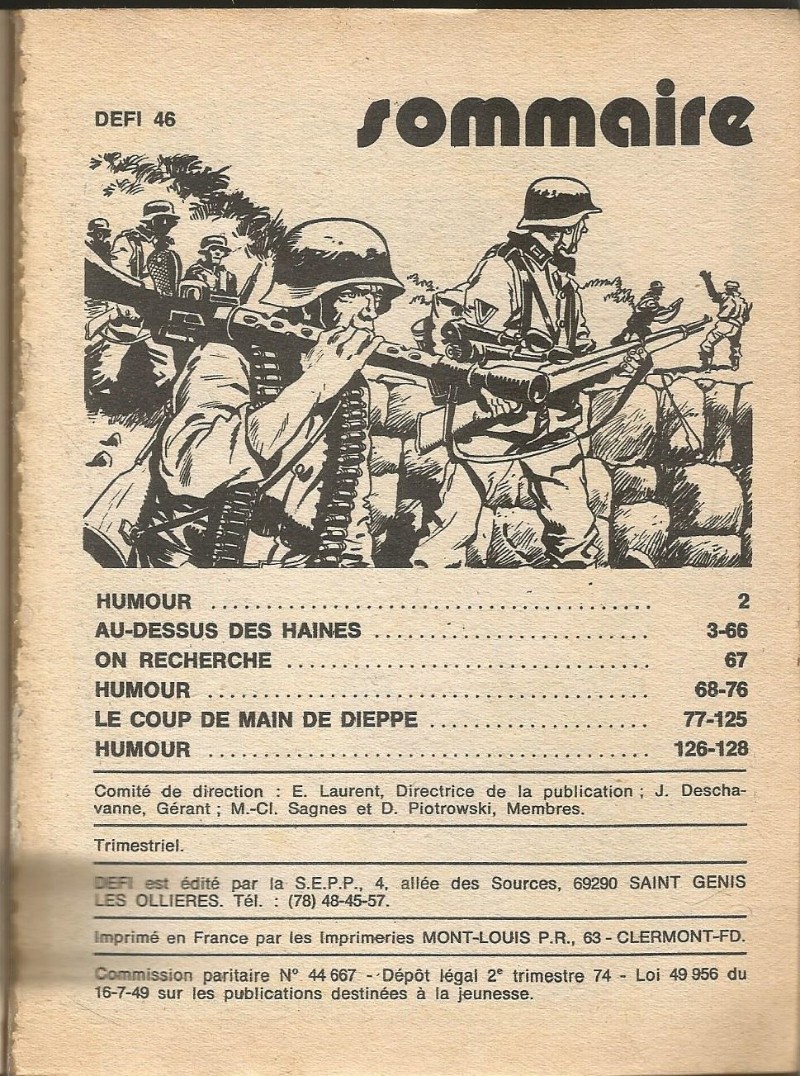 DEFI 46
sommaire
HUMOUR ........................................ 2
AU-DESSUS DES HAINES ......................... 3-66
ON RECHERCHE ................................. 67
HUMOUR ........................................ 68-76
LE COUP DE MAIN DE DIEPPE .................... 77-125
HUMOUR ........................................ 126-128
Comité de direction : E. Laurent, Directrice de la publication ; J. Descha-
vanne, Gérant ; M.-Cl. Sagnes et D. Piotrowski, Membres.
Trimestriel.
DEFI est édité par la S.E.P.P., 4, allée des Sources, 69290 SAINT GENIS
LES OLLIERES. Tél. : (78) 48-45-57.
Imprimé en France par les Imprimeries MONT-LOUIS P.R., 63 - CLERMONT-FD.
Commission paritaire N° 44 667 - Dépôt légal 2e trimestre 74 - Loi 49 956 du
16-7-49 sur les publications destinées à la jeunesse.